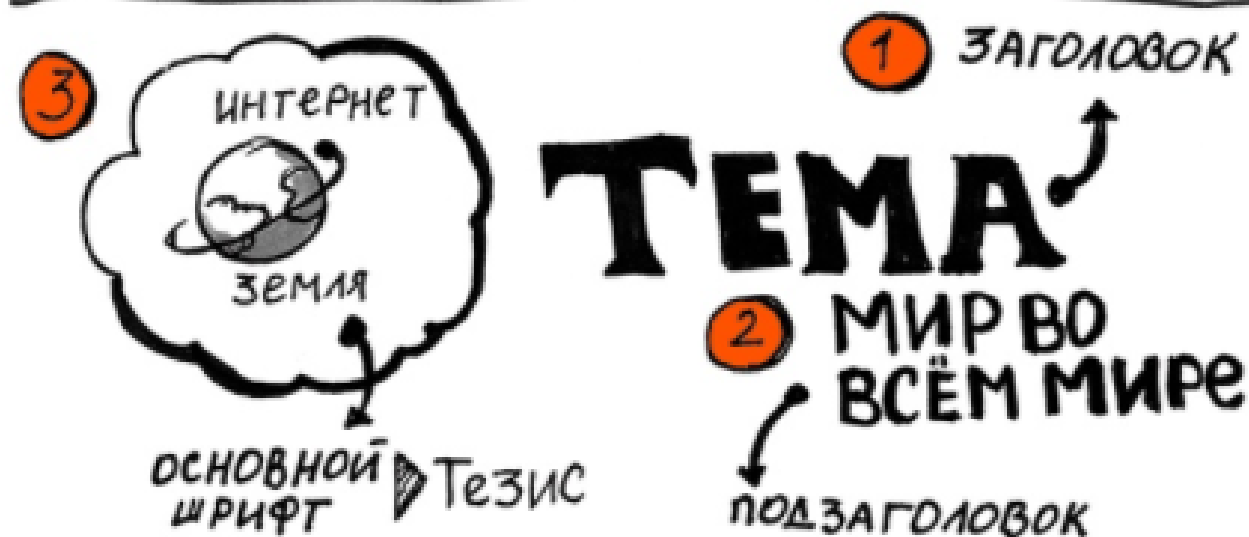 1 ЗАГОЛОВОК
ТЕМА
2 МИР ВО
ВСЁМ МИРЕ
ПОДЗАГОЛОВОК
3
ИНТЕРНЕТ
ЗЕМЛЯ
ОСНОВНОЙ
ШРИФТ
Тезис